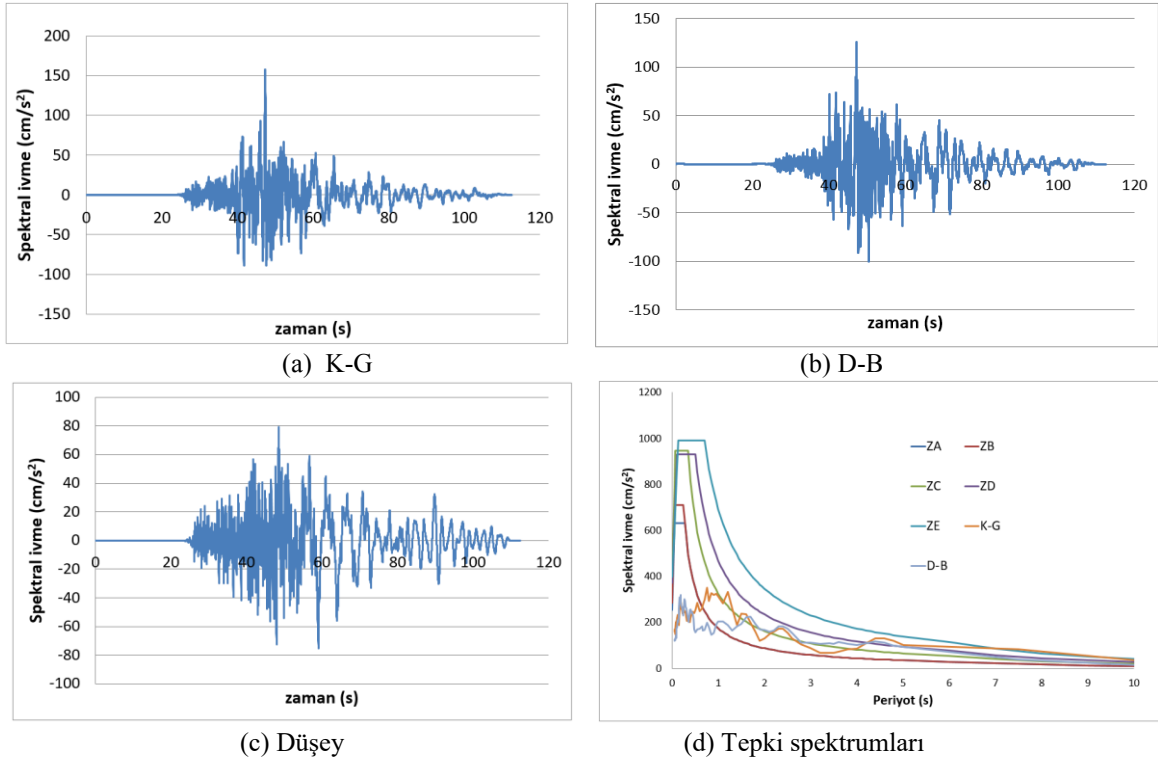 Spektral ivme (cm/s²)
200
150
100
50
0
-50
-100
-150
0 20 40 60 80 100 120
zaman (s)
(a) K-G
Spektral ivme (cm/s²)
150
100
50
0
-50
-100
-150
0 20 40 60 80 100 120
zaman (s)
(b) D-B
Spektral ivme (cm/s²)
100
80
60
40
20
0
-20
-40
-60
-80
-100
0 20 40 60 80 100 120
zaman (s)
(c) Düşey
Spektral ivme (cm/s²)
1200
1000
800
600
400
200
0
ZA ZB
ZC ZD
ZE K-G
D-B
0 1 2 3 4 5 6 7 8 9 10
Periyot (s)
(d) Tepki spektrumları